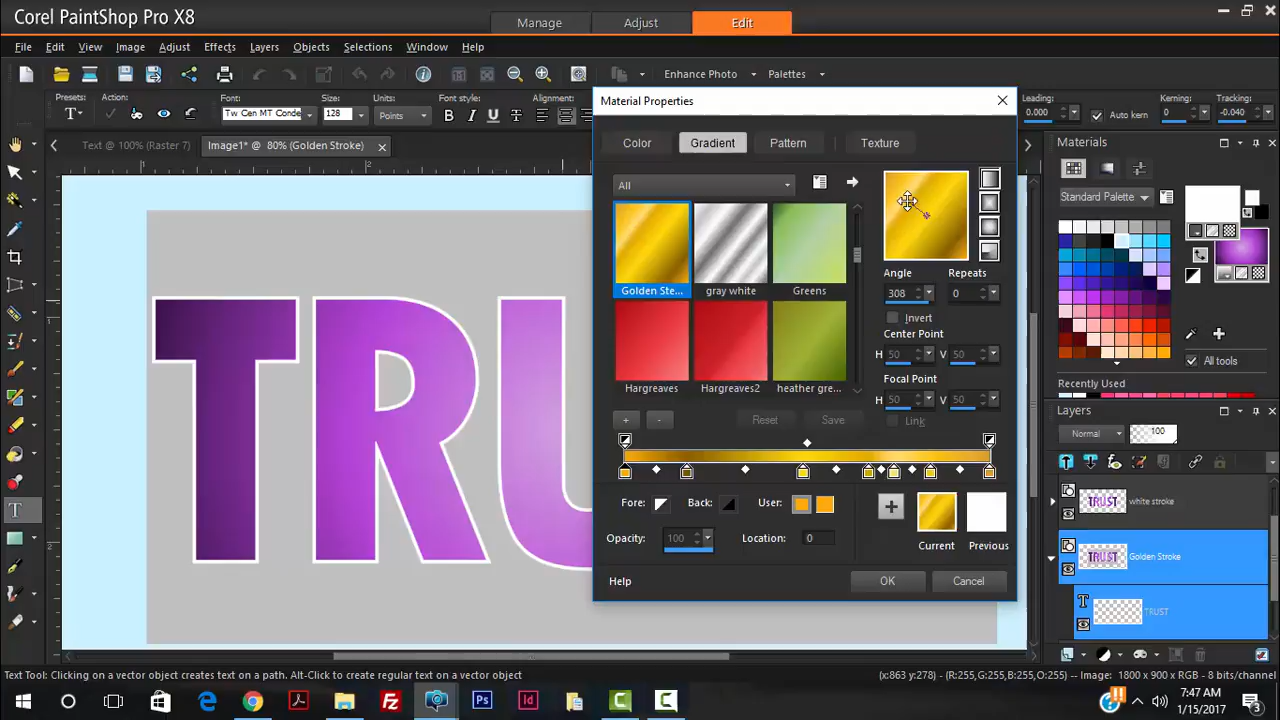 Corel PaintShop Pro X8
Manage
Adjust
Edit
File
Edit
View
Image
Adjust
Effects
Layers
Objects
Selections
Window
Help
Enhance Photo
Palettes
Presets:
Action:
Font:
Size:
Units:
Font style:
Alignment:
Leading:
Kerning:
Tracking:
Tw Cen MT Conde
128
Points
0.000
Auto kern
0
-0.040
Text @ 100% (Raster 7)
Image1* @ 80% (Golden Stroke)
1
2
1
2
TRU
Material Properties
Color
Gradient
Pattern
Texture
All
Golden Ste...
gray white
Greens
Hargreaves
Hargreaves2
heather gre...
Angle
Repeats
308
0
Invert
Center Point
H 50
V 50
Focal Point
H 50
V 50
Link
+
-
Reset
Save
Fore:
Back:
User:
Opacity: 100
Location: 0
Current
Previous
Help
OK
Cancel
Materials
Standard Palette
All tools
Recently Used
Layers
Normal
100
TRUST
white stroke
TRUST
Golden Stroke
T
TRUST
Text Tool: Clicking on a vector object creates text on a path. Alt-Click to create regular text on a vector object
(x:863 y:278) - (R:255,G:255,B:255,O:255) -- Image: 1800 x 900 x RGB - 8 bits/channel
7:47 AM
1/15/2017
3